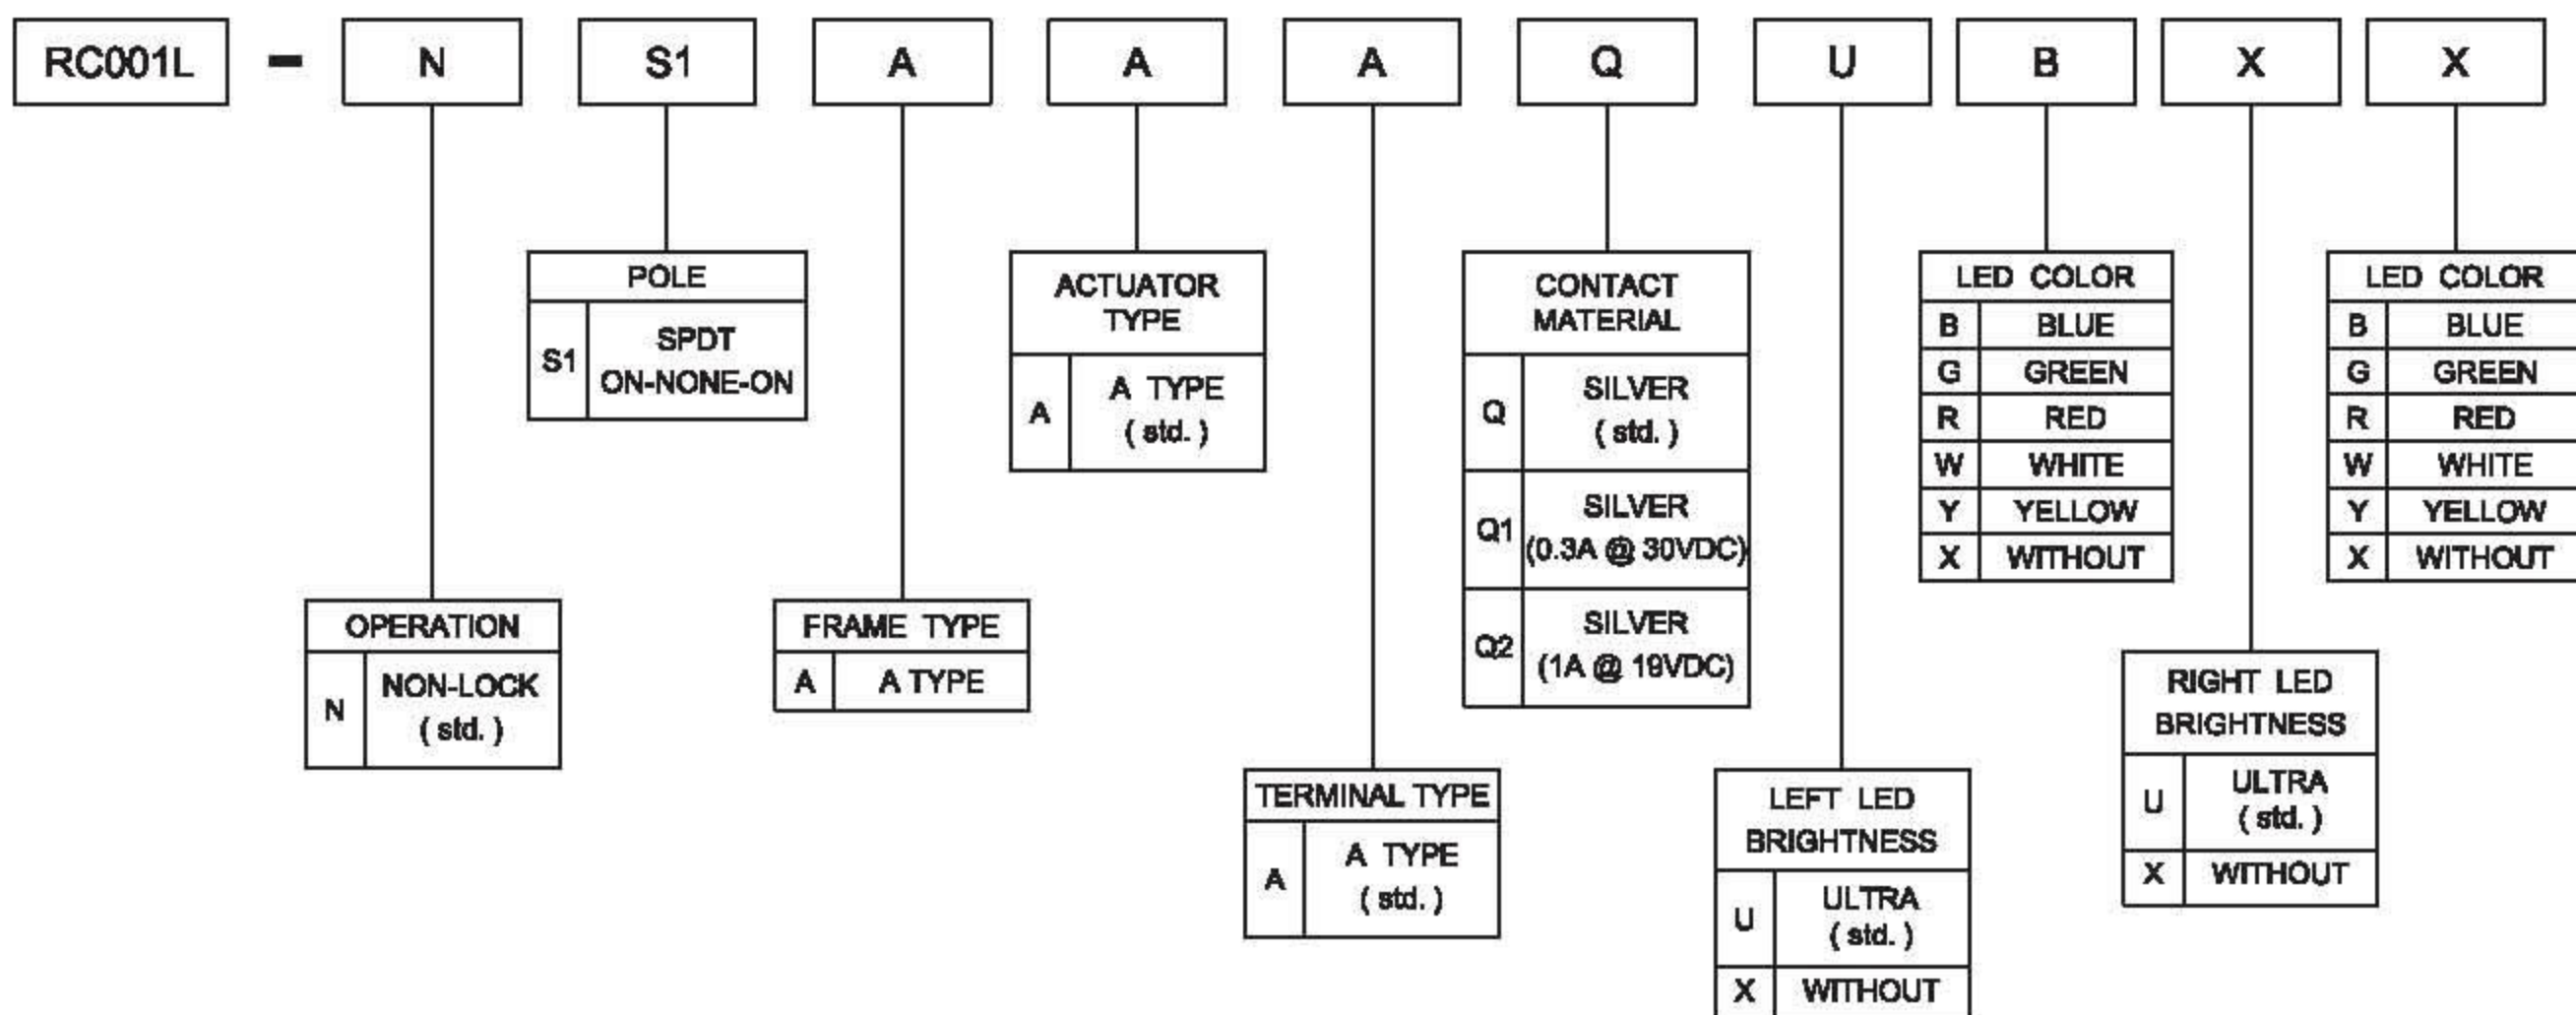 RC001L - N S1 A A A Q U B X X
POLE
S1 SPDT
ON-NONE-ON
ACTUATOR
TYPE
A A TYPE
( std. )
CONTACT
MATERIAL
Q SILVER
( std. )
Q1 SILVER
(0.3A @ 30VDC)
Q2 SILVER
(1A @ 19VDC)
LED COLOR
B BLUE
G GREEN
R RED
W WHITE
Y YELLOW
X WITHOUT
LED COLOR
B BLUE
G GREEN
R RED
W WHITE
Y YELLOW
X WITHOUT
OPERATION
N NON-LOCK
( std. )
FRAME TYPE
A A TYPE
RIGHT LED
BRIGHTNESS
U ULTRA
( std. )
X WITHOUT
TERMINAL TYPE
A A TYPE
( std. )
LEFT LED
BRIGHTNESS
U ULTRA
( std. )
X WITHOUT